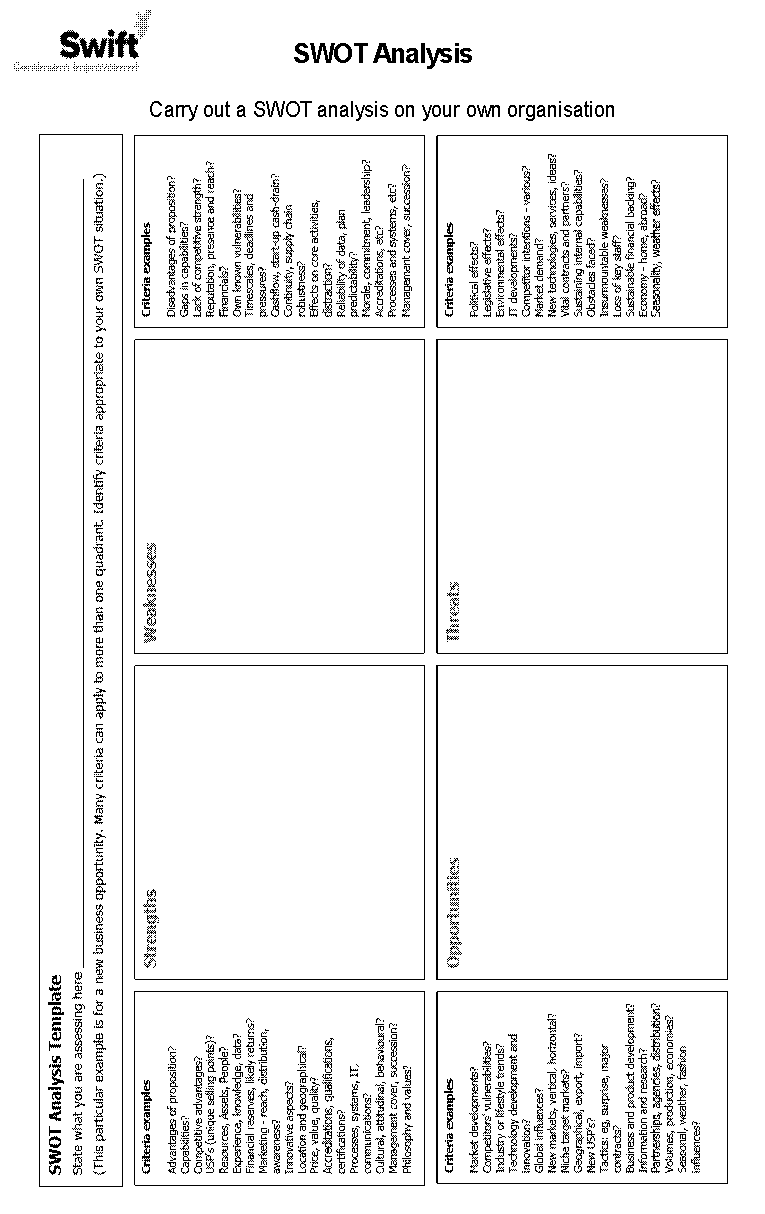 Swift
SWOT Analysis
Carry out a SWOT analysis on your own organisation
SWOT Analysis Template
State what you are assessing here
(This particular example is for a new business opportunity. Many criteria can apply to more than one quadrant. Identify criteria appropriate to your own SWOT situation.)
Criteria examples
Advantages of proposition?
Capabilities?
Competitive advantages?
USP's (unique selling points)?
Resources, Assets, People?
Experience, knowledge, data?
Financial reserves, likely returns?
Marketing - reach, distribution,
awareness?
Innovative aspects?
Location and geographical?
Price, value, quality?
Accreditations, qualifications,
certifications?
Processes, systems, IT,
communications?
Cultural, attitudinal, behavioural?
Management cover, succession?
Philosophy and values?
Strengths
Weaknesses
Criteria examples
Disadvantages of proposition?
Gaps in capabilities?
Lack of competitive strength?
Reputation, presence and reach?
Financials?
Own known vulnerabilities?
Timescales, deadlines and
pressures?
Cashflow, start-up cash-drain?
Continuity, supply chain
robustness?
Effects on core activities,
distraction?
Reliability of data, plan
predictability?
Morale, commitment, leadership?
Accreditations, etc?
Processes and systems, etc?
Management cover, succession?
Criteria examples
Market developments?
Competitors' vulnerabilities?
Industry or lifestyle trends?
Technology development and
innovation?
Global influences?
New markets, vertical, horizontal?
Niche target markets?
Geographical, export, import?
New USP's?
Tactics: eg, surprise, major
contracts?
Business and product development?
Information and research?
Partnerships, agencies, distribution?
Volumes, production, economies?
Seasonal, weather, fashion
influences?
Opportunities
Threats
Criteria examples
Political effects?
Legislative effects?
Environmental effects?
IT developments?
Competitor intentions - various?
Market demand?
New technologies, services, ideas?
Vital contracts and partners?
Sustaining internal capabilities?
Obstacles faced?
Insurmountable weaknesses?
Loss of key staff?
Sustainable financial backing?
Economy - home, abroad?
Seasonality, weather effects?